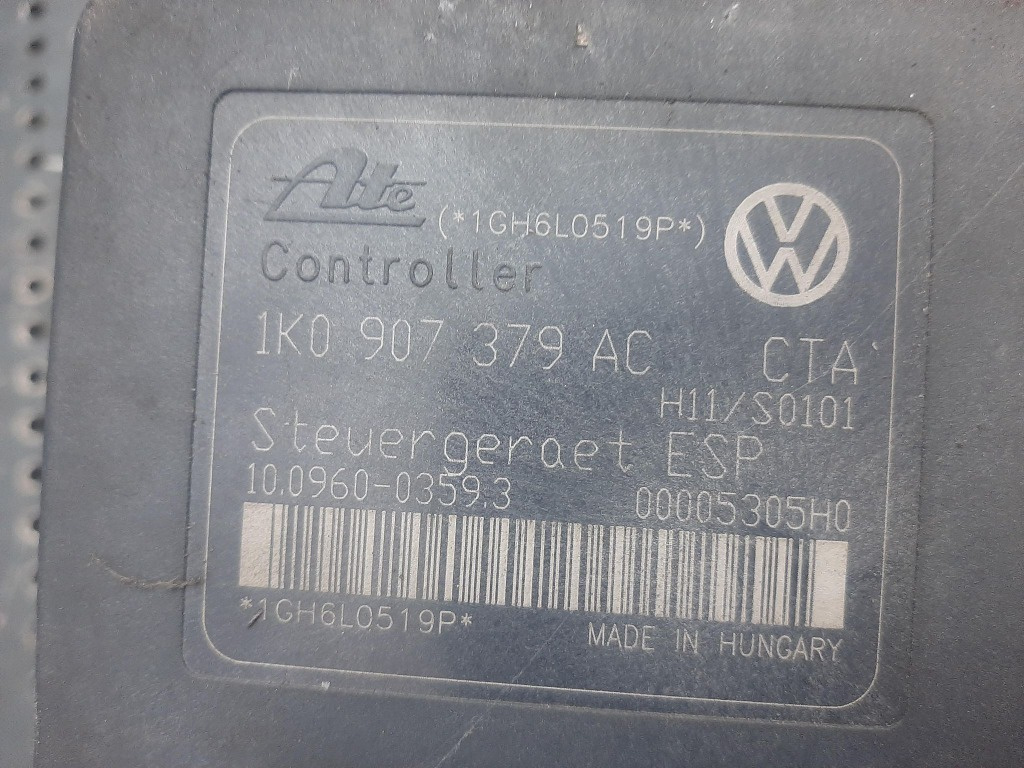 Ate (*1GH6L0519P*)
Controller
1K0 907 379 AC CTA
H11/S0101
Steuergeraet ESP
10.0960-0359.3 00005305H0
*1GH6L0519P*
MADE IN HUNGARY